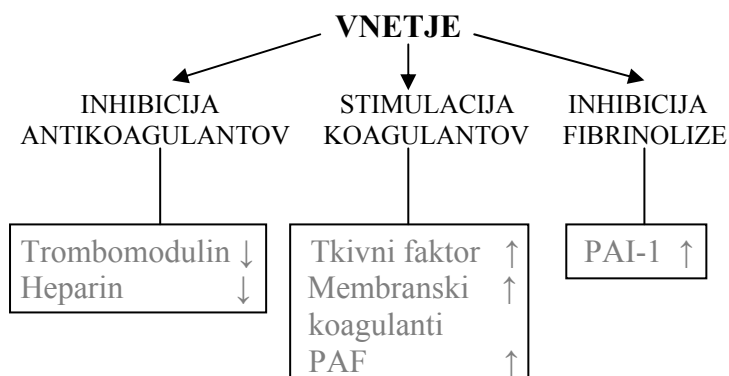 VNETJE
INHIBICIJA
ANTIKOAGULANTOV
STIMULACIJA
KOAGULANTOV
INHIBICIJA
FIBRINOLIZE
Trombomodulin ↓
Heparin ↓
Tkivni faktor ↑
Membranski ↑
koagulanti
PAF ↑
PAI-1 ↑